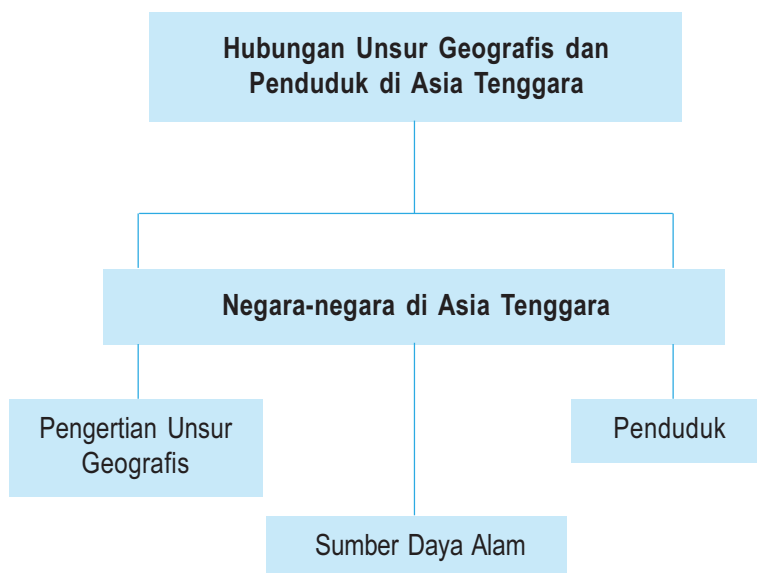 Hubungan Unsur Geografis dan
Penduduk di Asia Tenggara
Negara-negara di Asia Tenggara
Pengertian Unsur
Geografis
Penduduk
Sumber Daya Alam